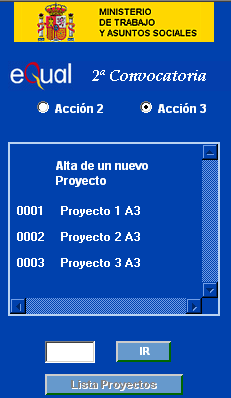 MINISTERIO
DE TRABAJO
Y ASUNTOS SOCIALES
eQual 2ª Convocatoria
Acción 2 Acción 3
Alta de un nuevo
Proyecto
0001 Proyecto 1 A3
0002 Proyecto 2 A3
0003 Proyecto 3 A3
IR
Lista Proyectos